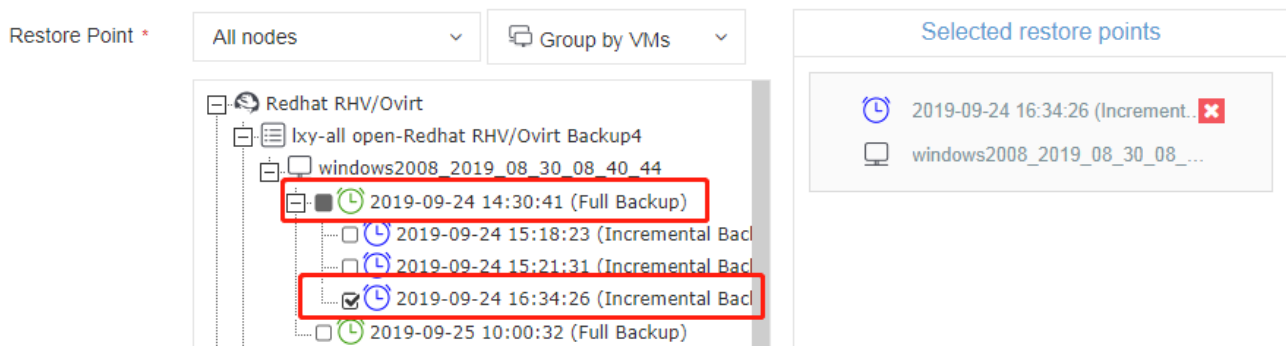 Restore Point *
All nodes
Group by VMs
Selected restore points
Redhat RHV/Ovirt
lxy-all open-Redhat RHV/Ovirt Backup4
windows2008_2019_08_30_08_40_44
2019-09-24 14:30:41 (Full Backup)
2019-09-24 15:18:23 (Incremental Bac
2019-09-24 15:21:31 (Incremental Bac
2019-09-24 16:34:26 (Incremental Bac
2019-09-25 10:00:32 (Full Backup)
2019-09-24 16:34:26 (Increment...
windows2008_2019_08_30_08_...